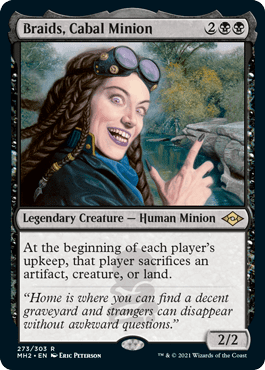 Braids, Cabal Minion 2
Legendary Creature — Human Minion
At the beginning of each player's
upkeep, that player sacrifices an
artifact, creature, or land.
"Home is where you can find a decent
graveyard and strangers can disappear
without awkward questions."
2/2
273/303 R
MH2 • EN Eric Peterson
™ & © 2021 Wizards of the Coast